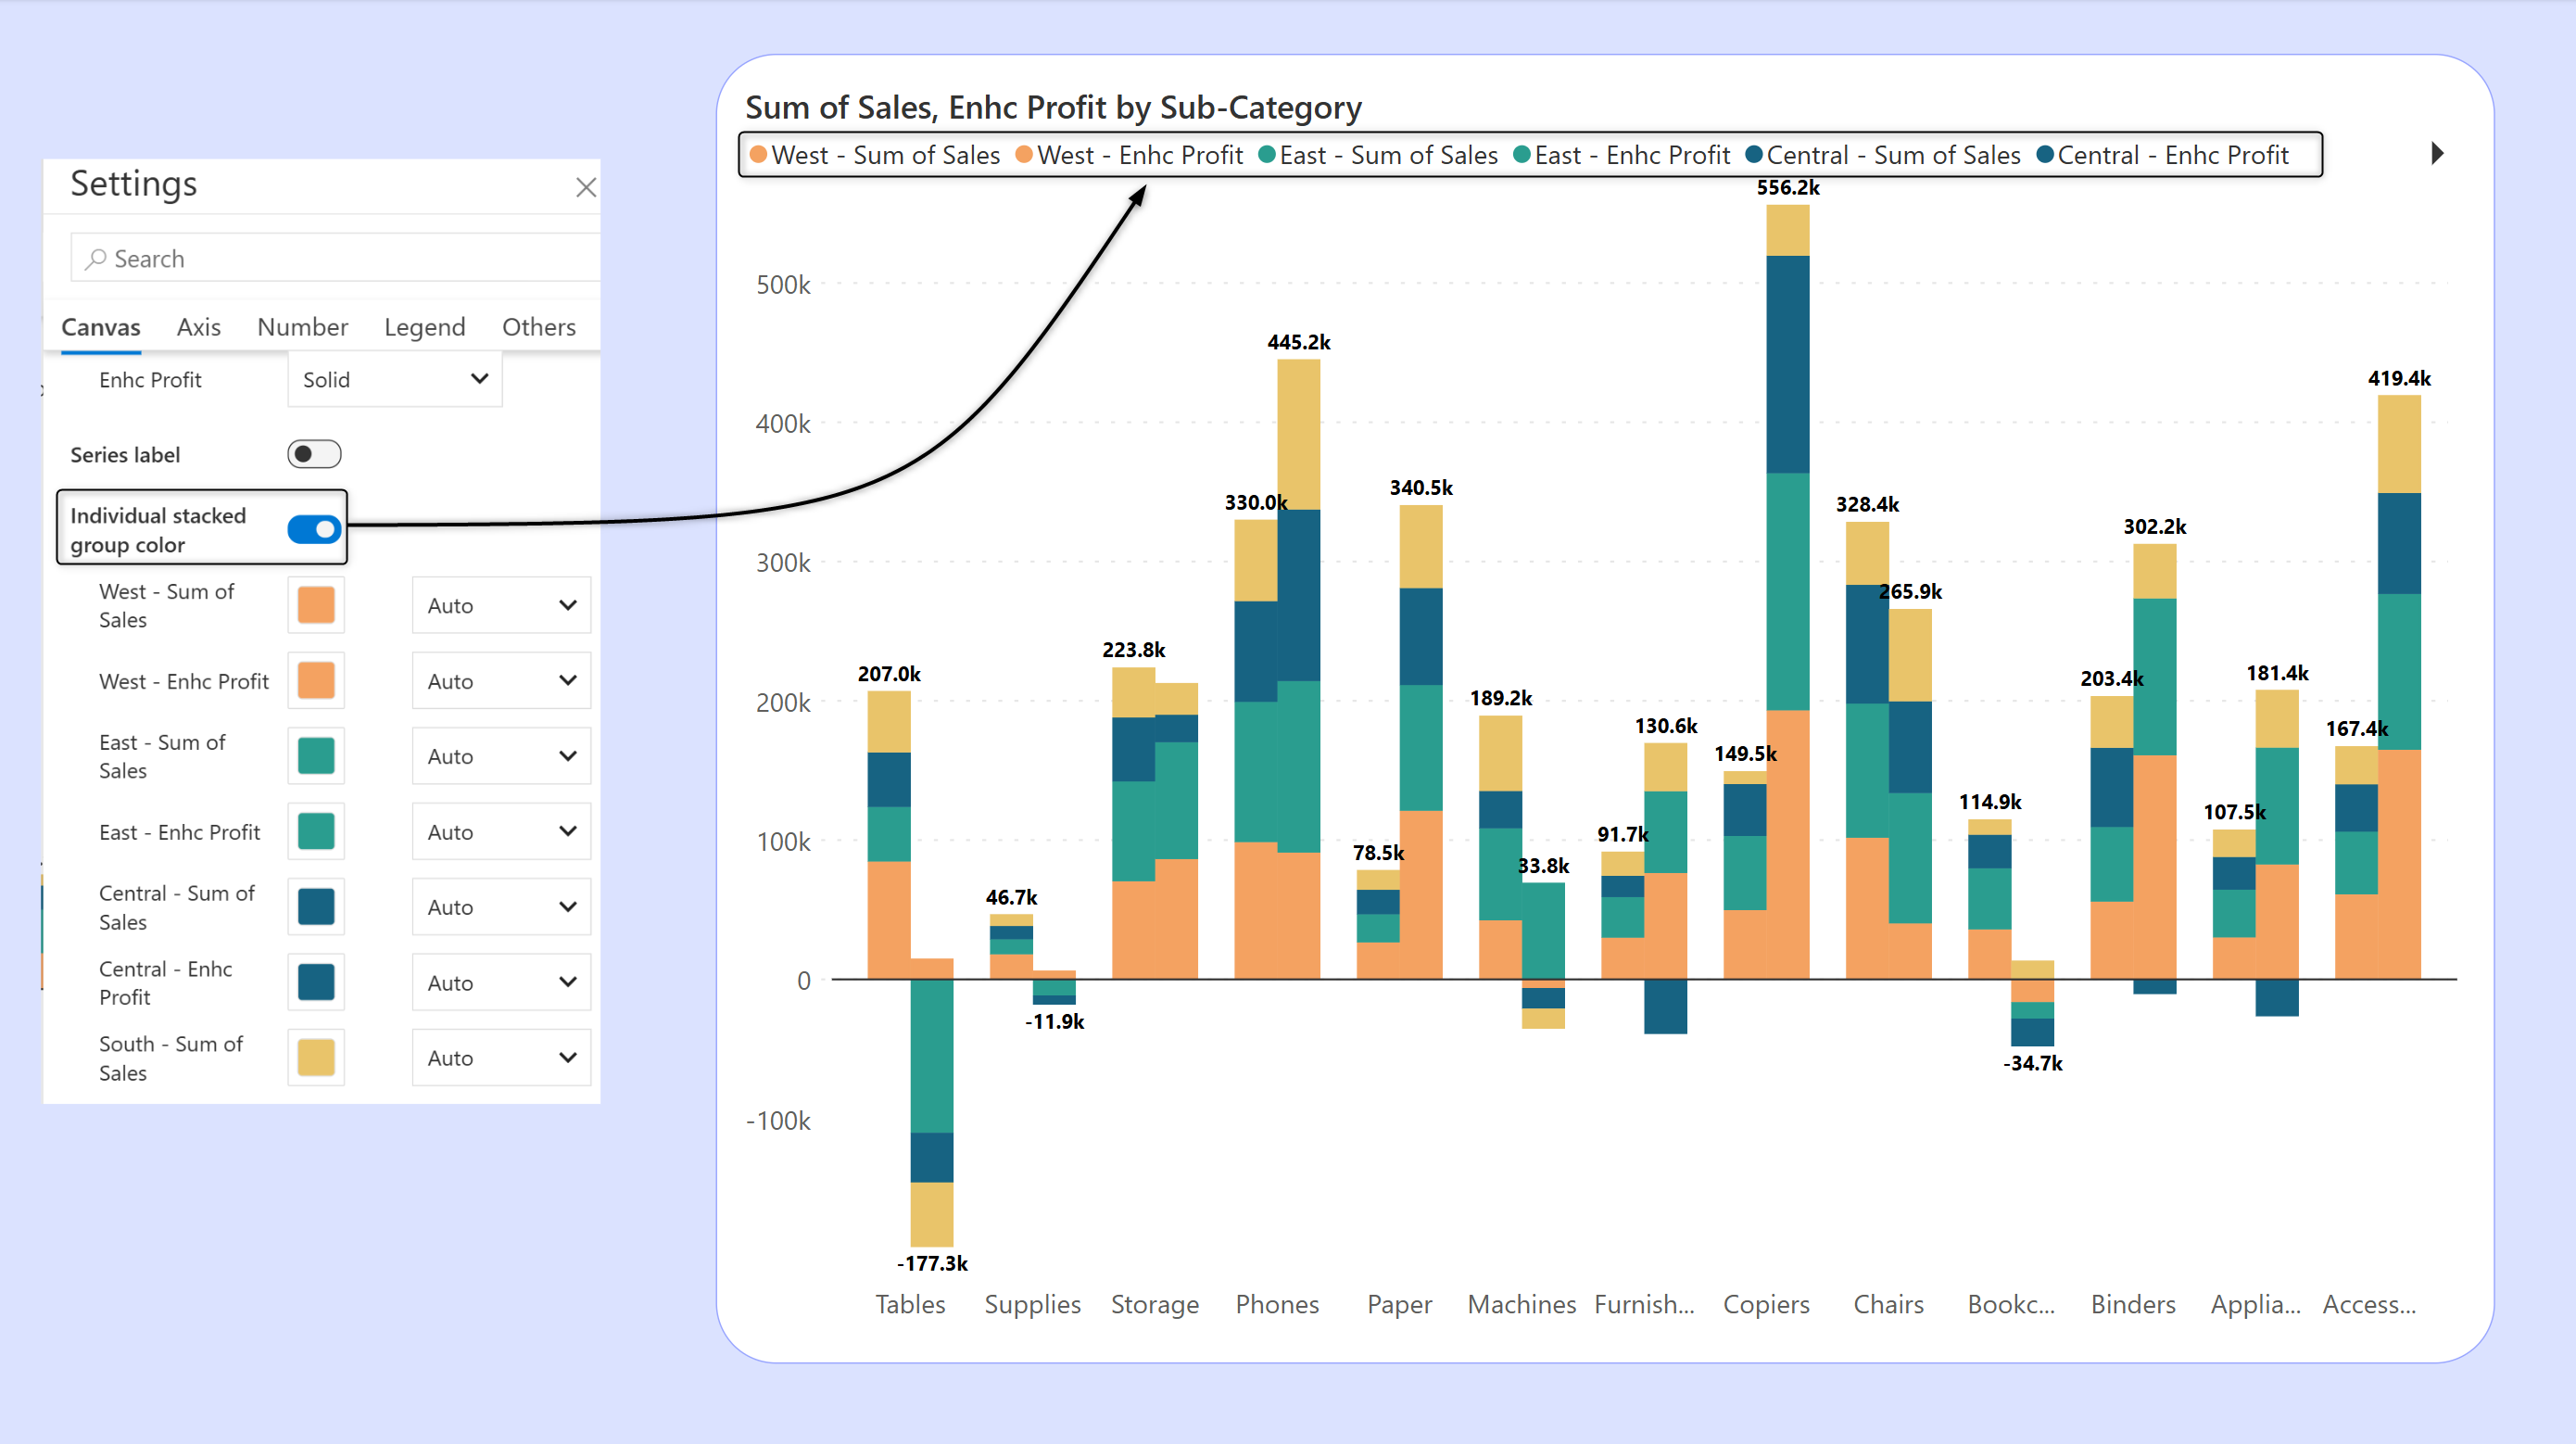 Settings
Search
Canvas Axis Number Legend Others
Enhc Profit Solid
Series label
Individual stacked
group color
West - Sum of
Sales
Auto
West - Enhc Profit Auto
East - Sum of
Sales
Auto
East - Enhc Profit Auto
Central - Sum of
Sales
Auto
Central - Enhc
Profit
Auto
South - Sum of
Sales
Auto
Sum of Sales, Enhc Profit by Sub-Category
West - Sum of Sales West - Enhc Profit East - Sum of Sales East - Enhc Profit Central - Sum of Sales Central - Enhc Profit
500k
400k
300k
200k
100k
0
-100k
207.0k
-177.3k
46.7k
-11.9k
223.8k
330.0k
445.2k
78.5k
340.5k
189.2k
33.8k
91.7k
130.6k
149.5k
556.2k
328.4k
265.9k
114.9k
-34.7k
203.4k
302.2k
107.5k
181.4k
167.4k
419.4k
Tables Supplies Storage Phones Paper Machines Furnish... Copiers Chairs Bookc... Binders Applia... Access...